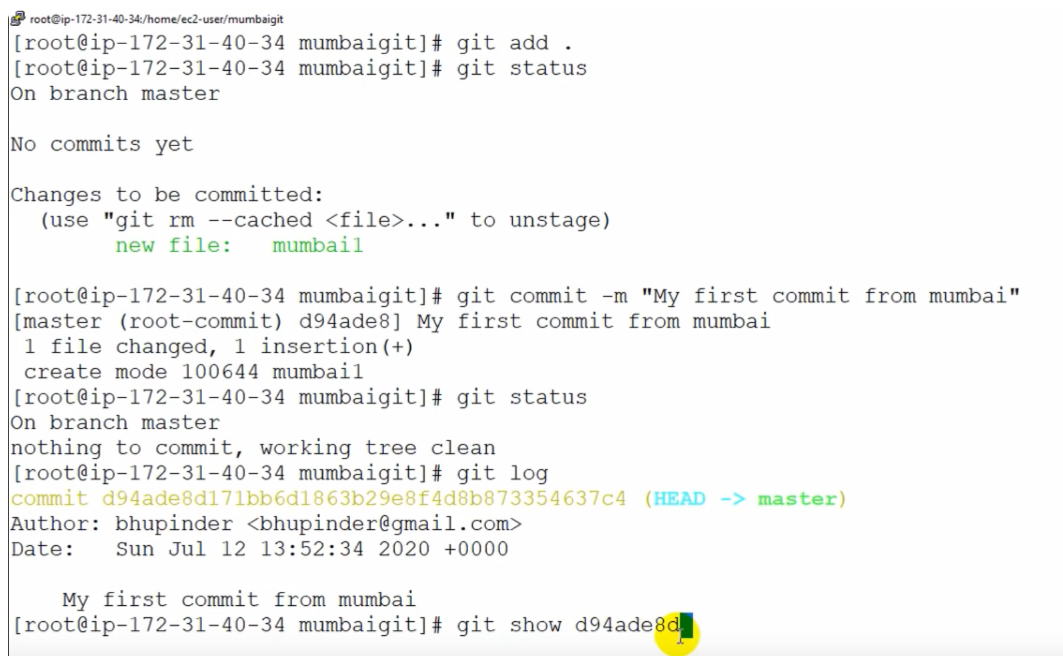 root@ip-172-31-40-34:/home/ec2-user/mumbaigit
[root@ip-172-31-40-34 mumbaigit]# git add .
[root@ip-172-31-40-34 mumbaigit]# git status
On branch master
No commits yet
Changes to be committed:
  (use "git rm --cached <file>..." to unstage)
        new file:   mumbai1
[root@ip-172-31-40-34 mumbaigit]# git commit -m "My first commit from mumbai"
[master (root-commit) d94ade8] My first commit from mumbai
 1 file changed, 1 insertion(+)
 create mode 100644 mumbai1
[root@ip-172-31-40-34 mumbaigit]# git status
On branch master
nothing to commit, working tree clean
[root@ip-172-31-40-34 mumbaigit]# git log
commit d94ade8d171bb6d1863b29e8f4d8b873354637c4 (HEAD -> master)
Author: bhupinder <bhupinder@gmail.com>
Date:   Sun Jul 12 13:52:34 2020 +0000
    My first commit from mumbai
[root@ip-172-31-40-34 mumbaigit]# git show d94ade8d